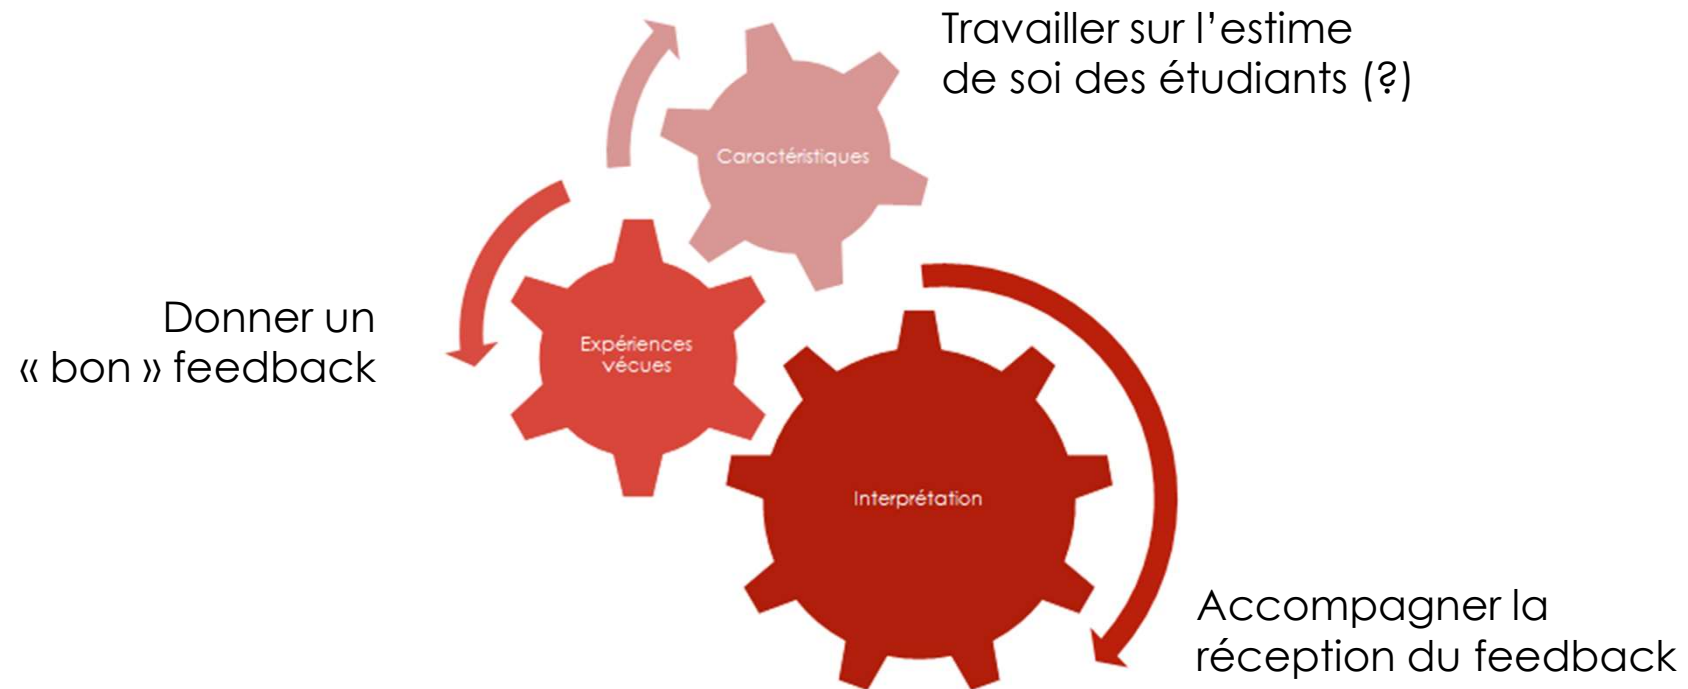 Travailler sur l’estime
de soi des étudiants (?)
Caractéristiques
Donner un
« bon » feedback
Expériences
vécues
Interprétation
Accompagner la
réception du feedback